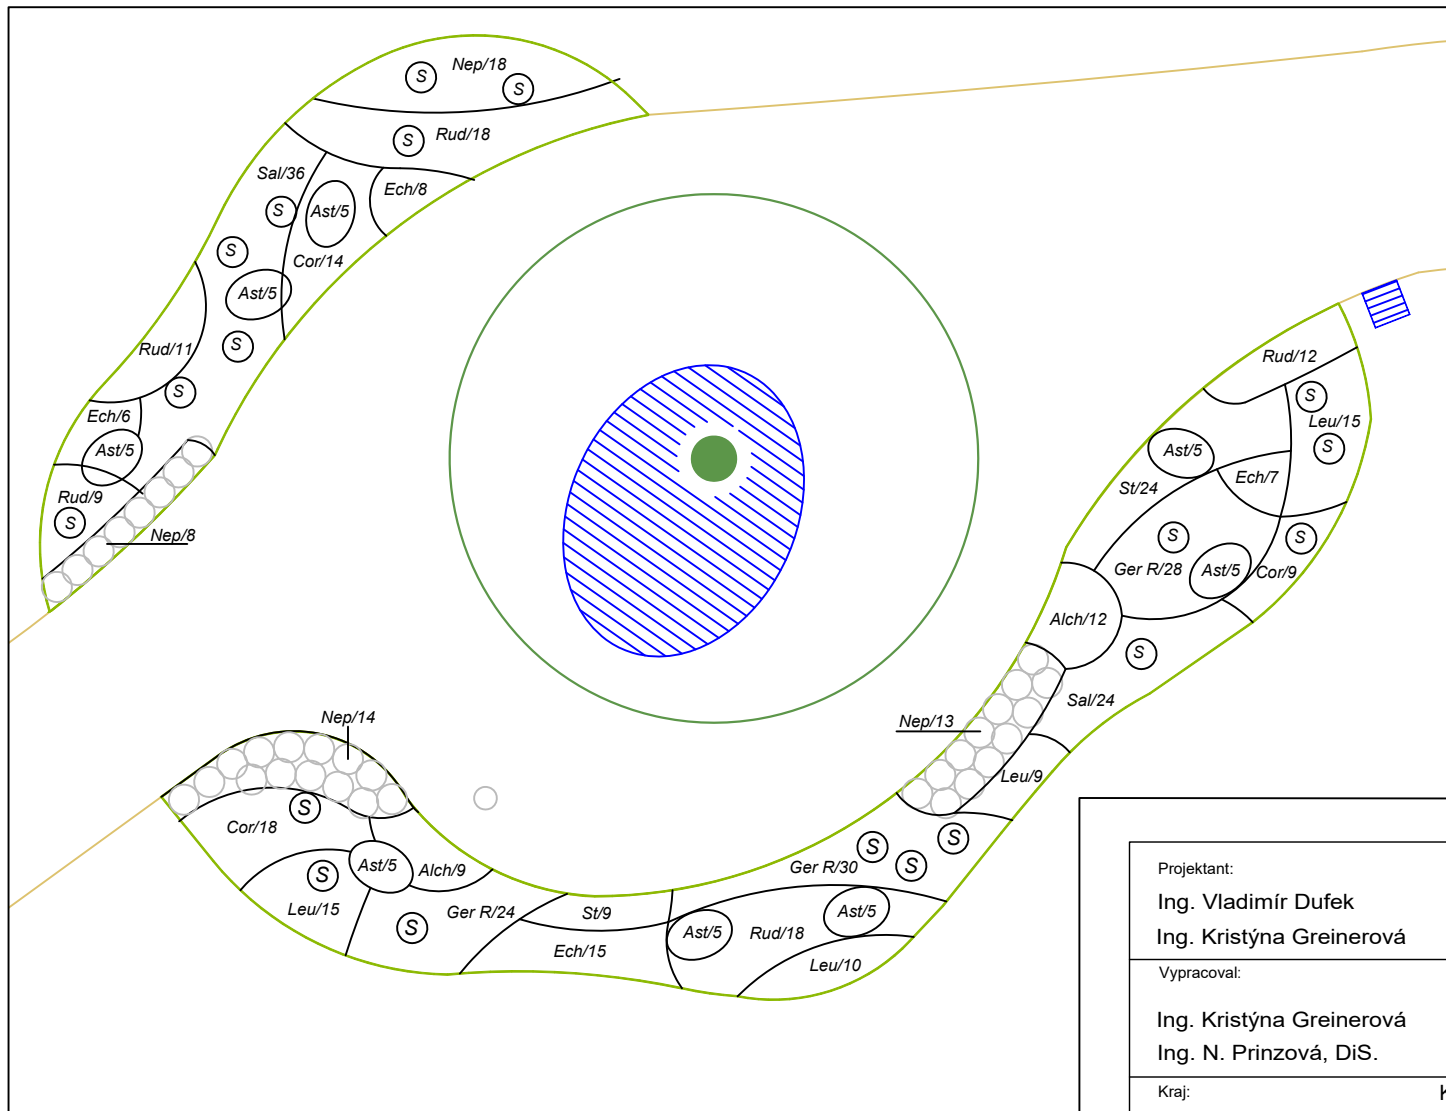 Nep/18
S
S
Rud/18
S
Sal/36
Ech/8
S
Ast/5
S
Cor/14
Ast/5
S
Rud/11
S
Ech/6
Ast/5
Rud/9
S
Nep/8
Rud/12
S
Leu/15
S
Ast/5
St/24
Ech/7
S
S
Ger R/28
Ast/5
Cor/9
Alch/12
S
Sal/24
Nep/14
Nep/13
Leu/9
S
Cor/18
S
S
S
Ast/5
Alch/9
Ger R/30
S
Leu/15
Ger R/24
St/9
Ast/5
S
Ast/5
Rud/18
Ech/15
Leu/10
Projektant:
Ing. Vladimír Dufek
Ing. Kristýna Greinerová
Vypracoval:
Ing. Kristýna Greinerová
Ing. N. Prinzová, DiS.
Kraj: